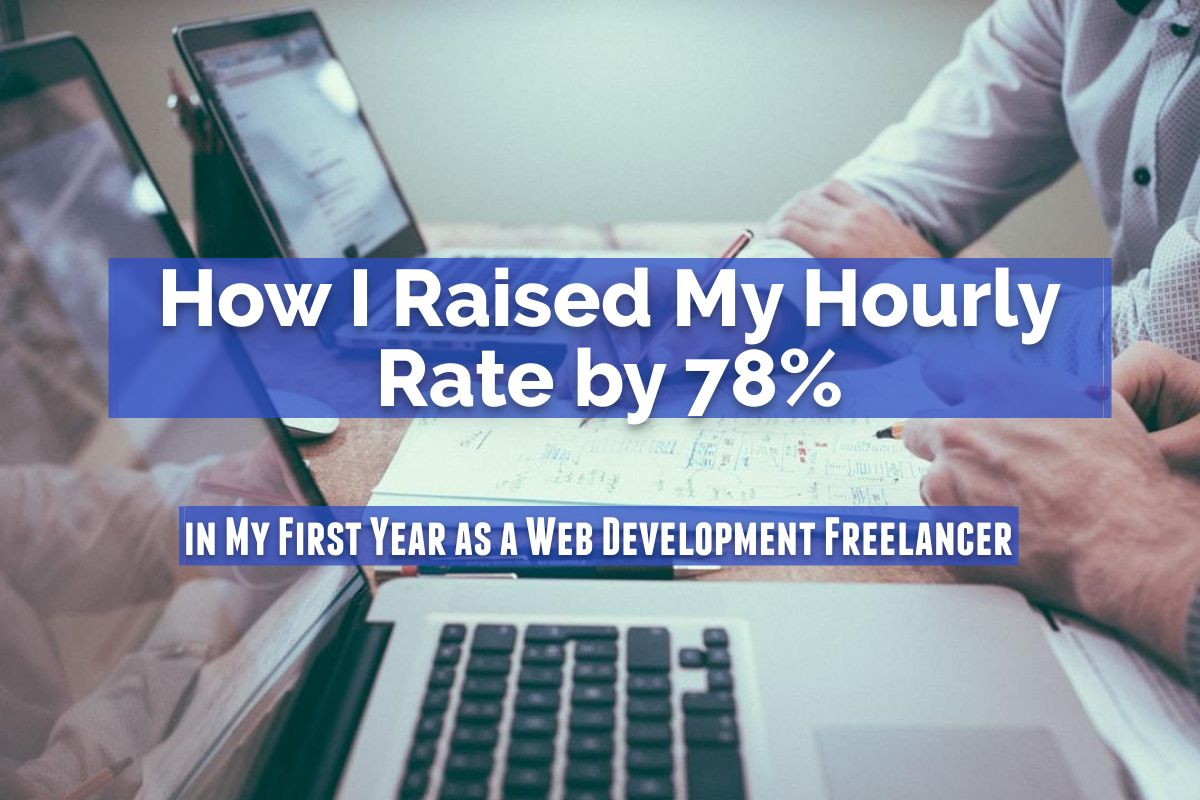 How I Raised My Hourly
Rate by 78%
in My First Year as a Web Development Freelancer